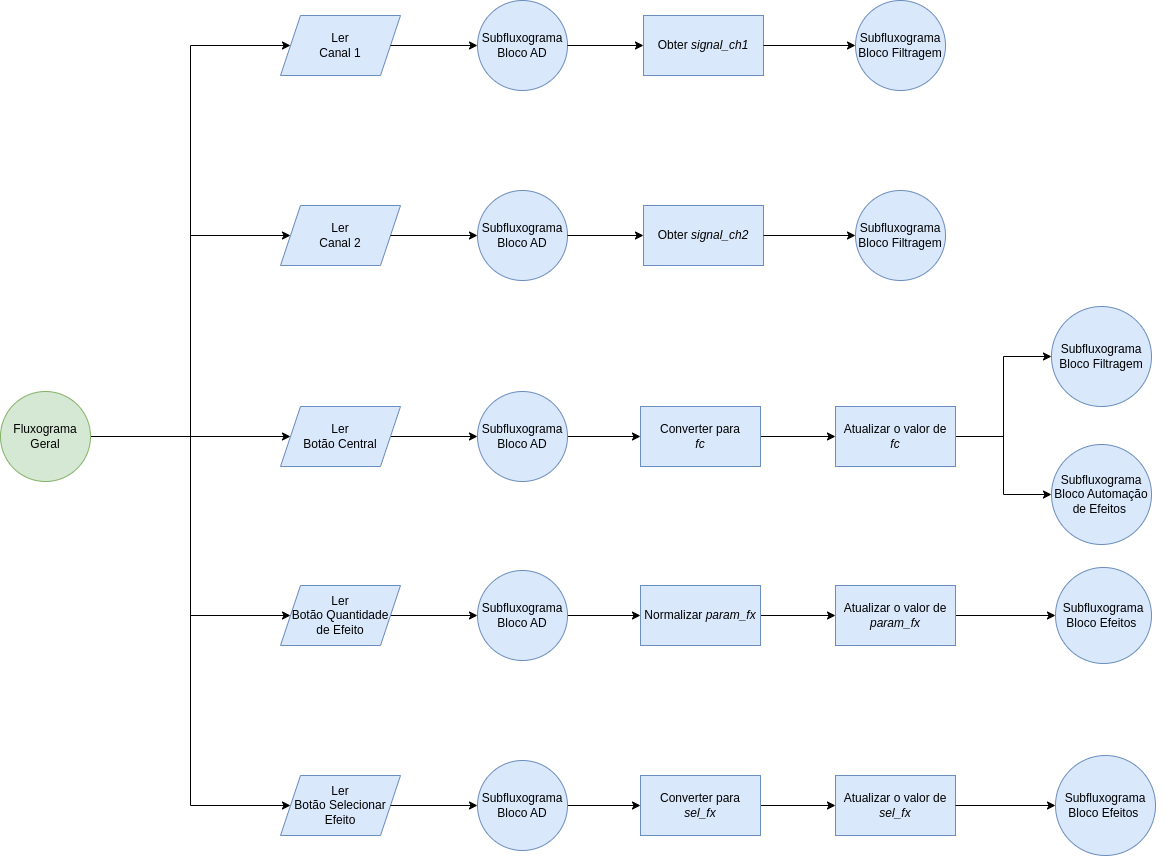 Ler
Canal 1
Subfluxograma
Bloco AD
Obter signal_ch1
Subfluxograma
Bloco Filtragem
Ler
Canal 2
Subfluxograma
Bloco AD
Obter signal_ch2
Subfluxograma
Bloco Filtragem
Fluxograma
Geral
Ler
Botão Central
Subfluxograma
Bloco AD
Converter para
fc
Atualizar o valor de
fc
Subfluxograma
Bloco Filtragem
Subfluxograma
Bloco Automação
de Efeitos
Ler
Botão Quantidade
de Efeito
Subfluxograma
Bloco AD
Normalizar param_fx
Atualizar o valor de
param_fx
Subfluxograma
Bloco Efeitos
Ler
Botão Selecionar
Efeito
Subfluxograma
Bloco AD
Converter para
sel_fx
Atualizar o valor de
sel_fx
Subfluxograma
Bloco Efeitos